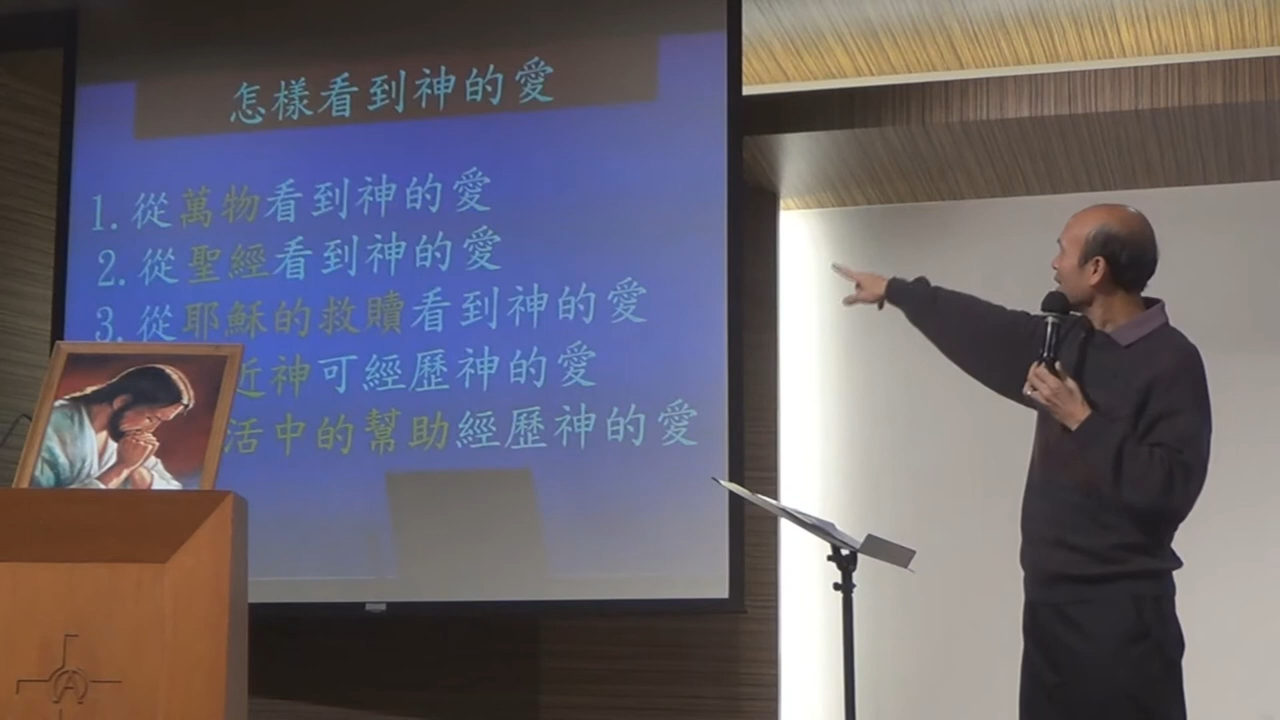 怎樣看到神的愛
1. 從萬物看到神的愛
2. 從聖經看到神的愛
3. 從耶穌的救贖看到神的愛
近神可經歷神的愛
活中的幫助經歷神的愛